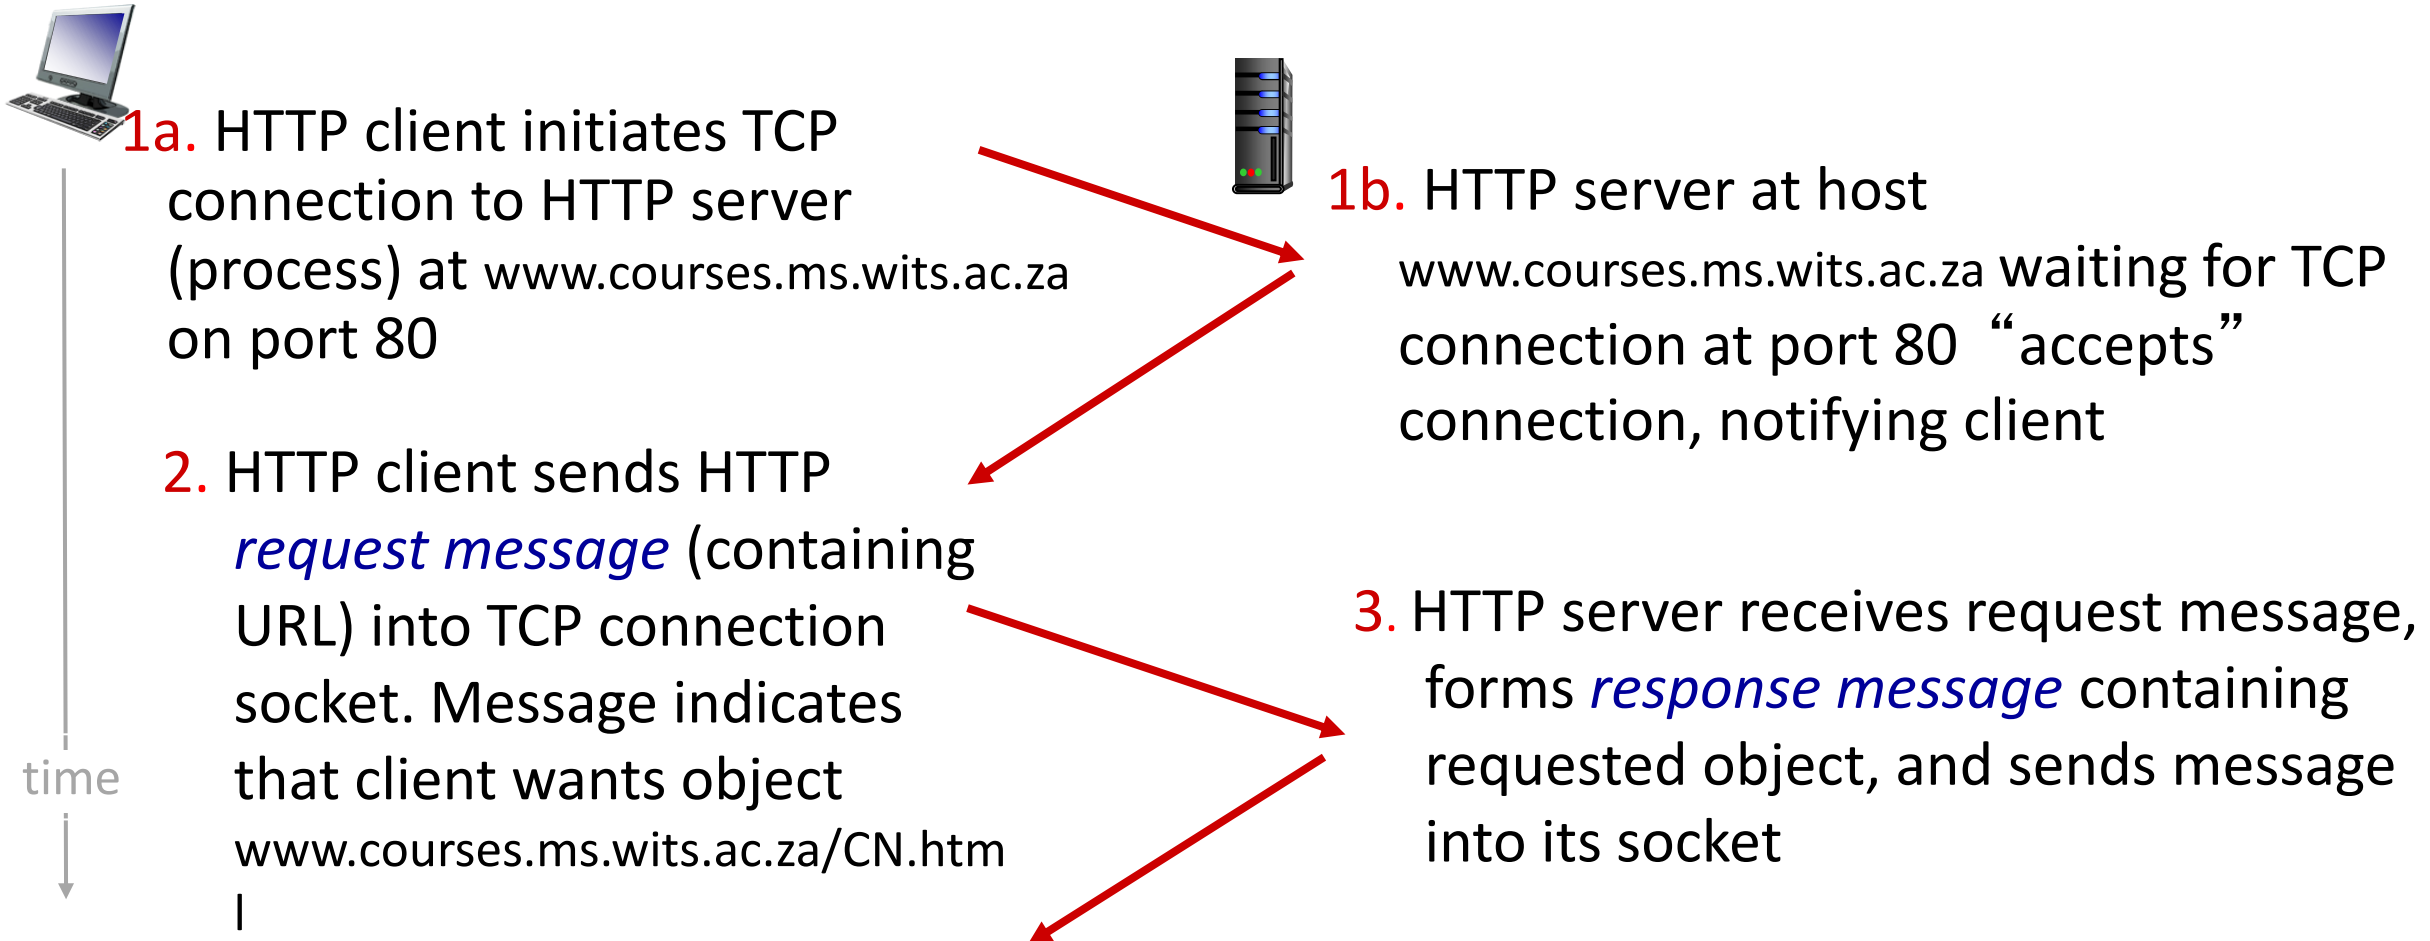 1a. HTTP client initiates TCP
connection to HTTP server
(process) at www.courses.ms.wits.ac.za
on port 80
1b. HTTP server at host
www.courses.ms.wits.ac.za waiting for TCP
connection at port 80 “accepts”
connection, notifying client
2. HTTP client sends HTTP
request message (containing
URL) into TCP connection
socket. Message indicates
that client wants object
www.courses.ms.wits.ac.za/CN.htm
l
3. HTTP server receives request message,
forms response message containing
requested object, and sends message
into its socket
time